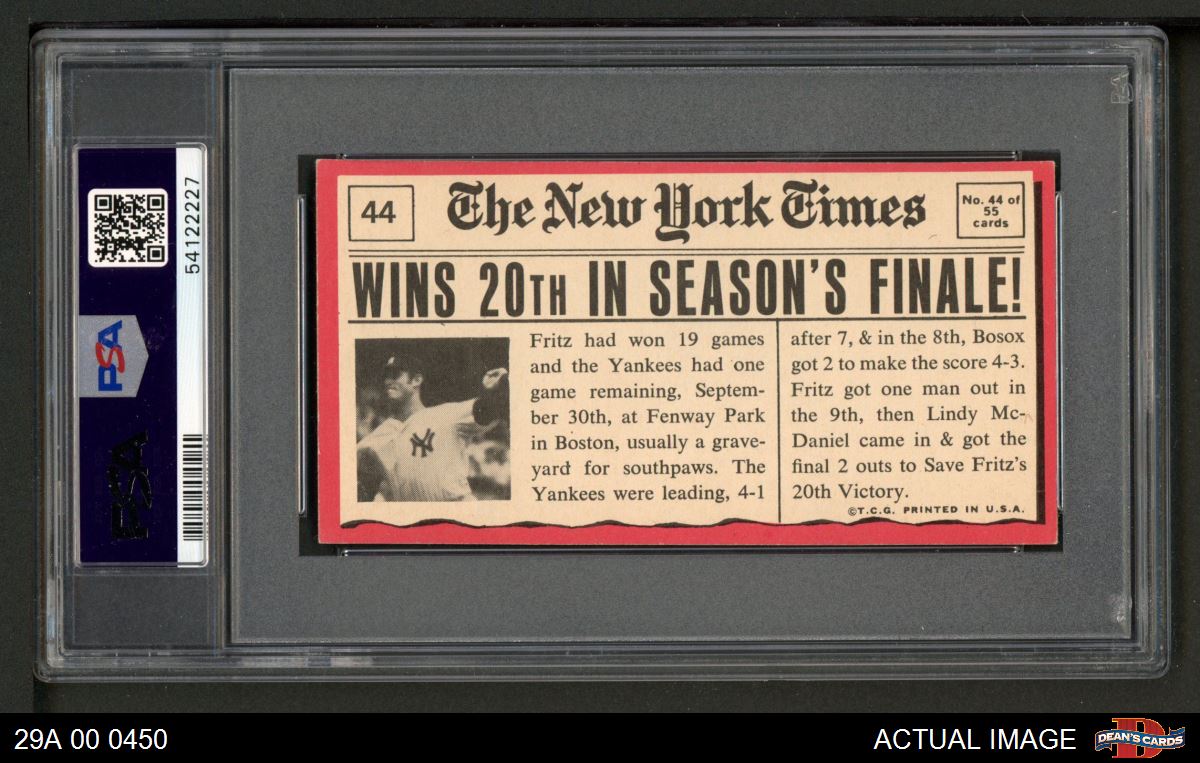 44
The New York Times
No. 44 of
55
cards
WINS 20TH IN SEASON'S FINALE!
Fritz had won 19 games
and the Yankees had one
game remaining, Septem-
ber 30th, at Fenway Park
in Boston, usually a grave-
yard for southpaws. The
Yankees were leading, 4-1
after 7, & in the 8th, Bosox
got 2 to make the score 4-3.
Fritz got one man out in
the 9th, then Lindy Mc-
Daniel came in & got the
final 2 outs to Save Fritz's
20th Victory.
©T.C.G. PRINTED IN U.S.A.
NY
54122227
PSA
PSA
29A 00 0450
ACTUAL IMAGE
DEAN'S CARDS